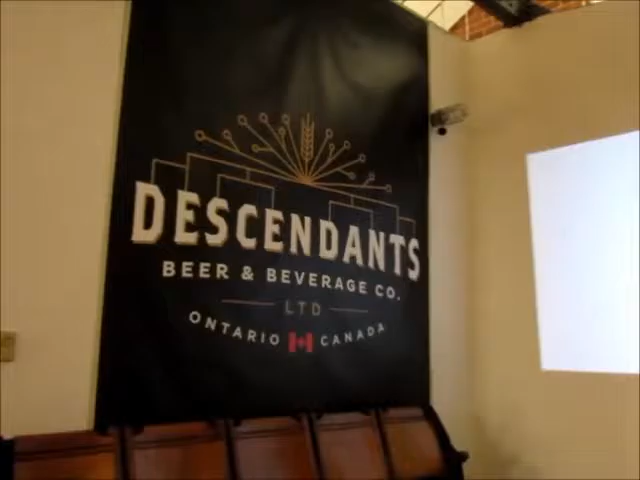 DESCENDANTS
BEER & BEVERAGE CO.
LTD
ONTARIO CANADA